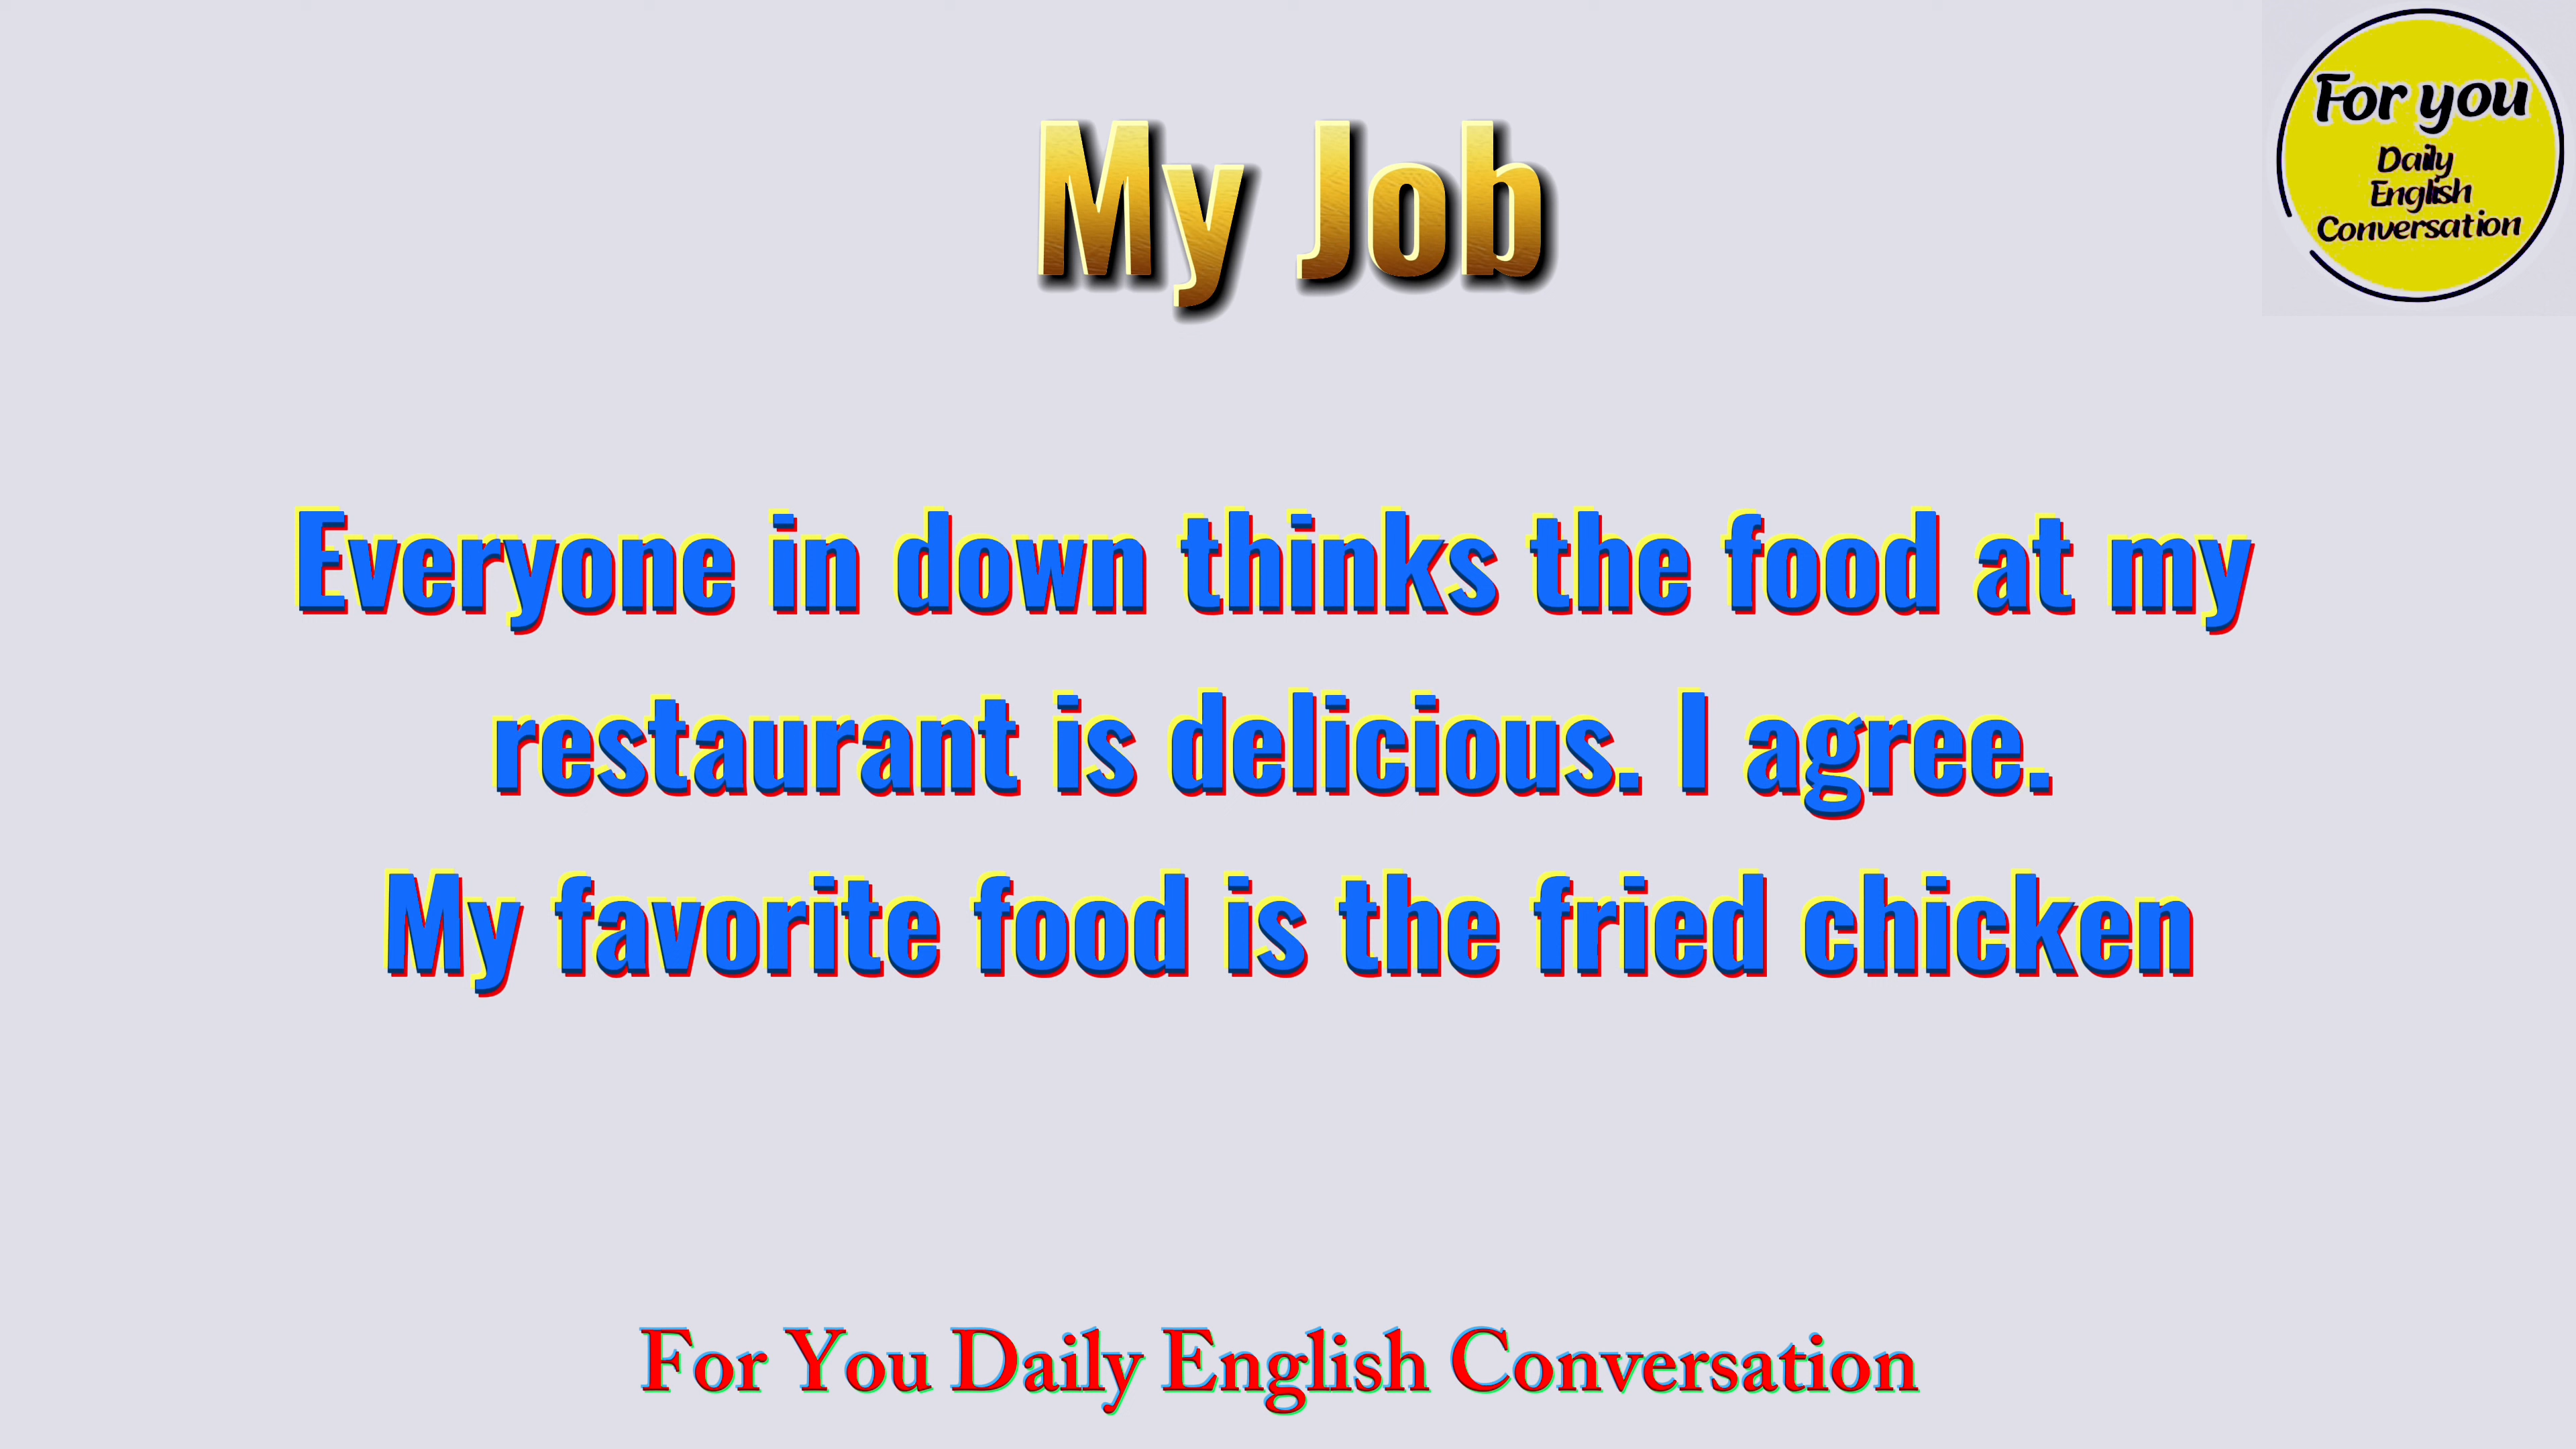 For you
Daily
English
Conversation
My Job
Everyone in down thinks the food at my
restaurant is delicious. I agree.
My favorite food is the fried chicken
For You Daily English Conversation